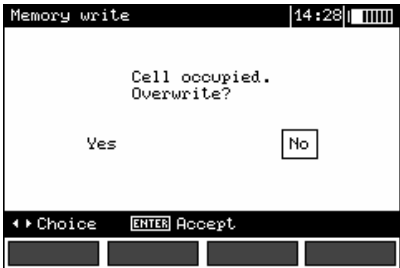 Memory write 14:28
Cell occupied.
Overwrite?
Yes No
Choice ENTER Accept